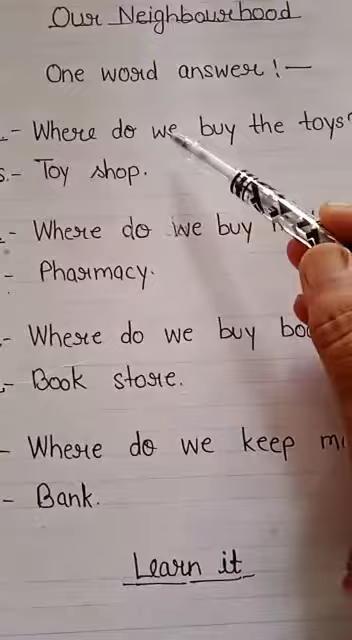 Our Neighbourhood
One word answer!—
- Where do we buy the toys?
- Toy shop.
- Where do we buy
- Pharmacy.
- Where do we buy
- Book store.
- Where do we keep
- Bank.
Learn it